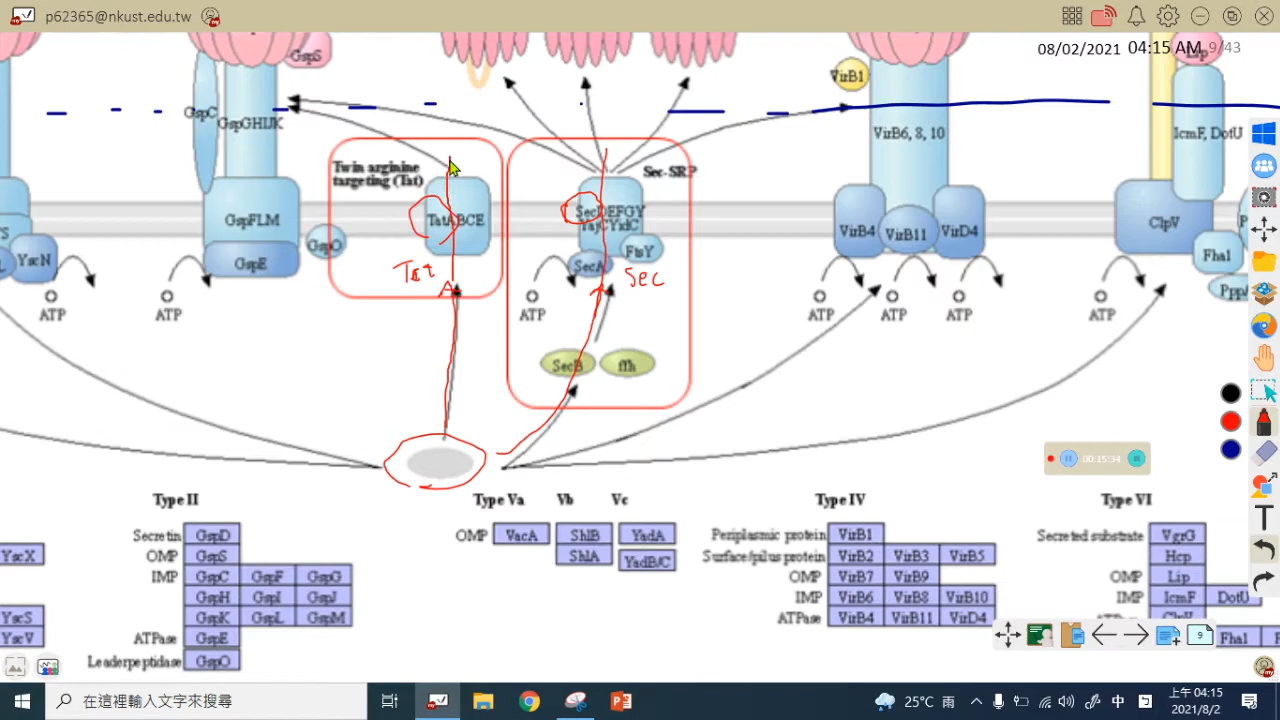 p62365@nkust.edu.tw
08/02/2021 04:15 AM 9/43
GspS
Lip
VirB1
GspC
GspGHIJK
VirB6, 8, 10
IcmF, DotU
Twin arginine
targeting (Tat)
Sec-SRP
GspFLM
TatABCE
SecDEFGY
YajCYidC
VirB4
VirB11
VirD4
ClpV
YscN
GspO
GspE
SecA
FtsY
Fha1
Tat
Sec
ATP
ATP
ATP
ATP
ATP
ATP
ATP
SecB
ffh
00:15:34
Type II
Type Va
Vb
Vc
Type IV
Type VI
Secretin GspD
OMP VacA ShlB YadA
Periplasmic protein VirB1
Secreted substrate VgrG
YscX
OMP GspS
ShlA YadB/C
Surface/pilus protein VirB2 VirB3 VirB5
Hcp
IMP GspC GspF GspG
OMP VirB7 VirB9
OMP Lip
GspH GspI GspJ
IMP VirB6 VirB8 VirB10
IMP IcmF DotU
YscS
GspK GspL GspM
ATPase VirB4 VirB11 VirD4
YscV
ATPase GspE
9
Fha1
Leaderpeptidase GspO
在這裡輸入文字來搜尋
25°C 雨
中
上午 04:15
2021/8/2